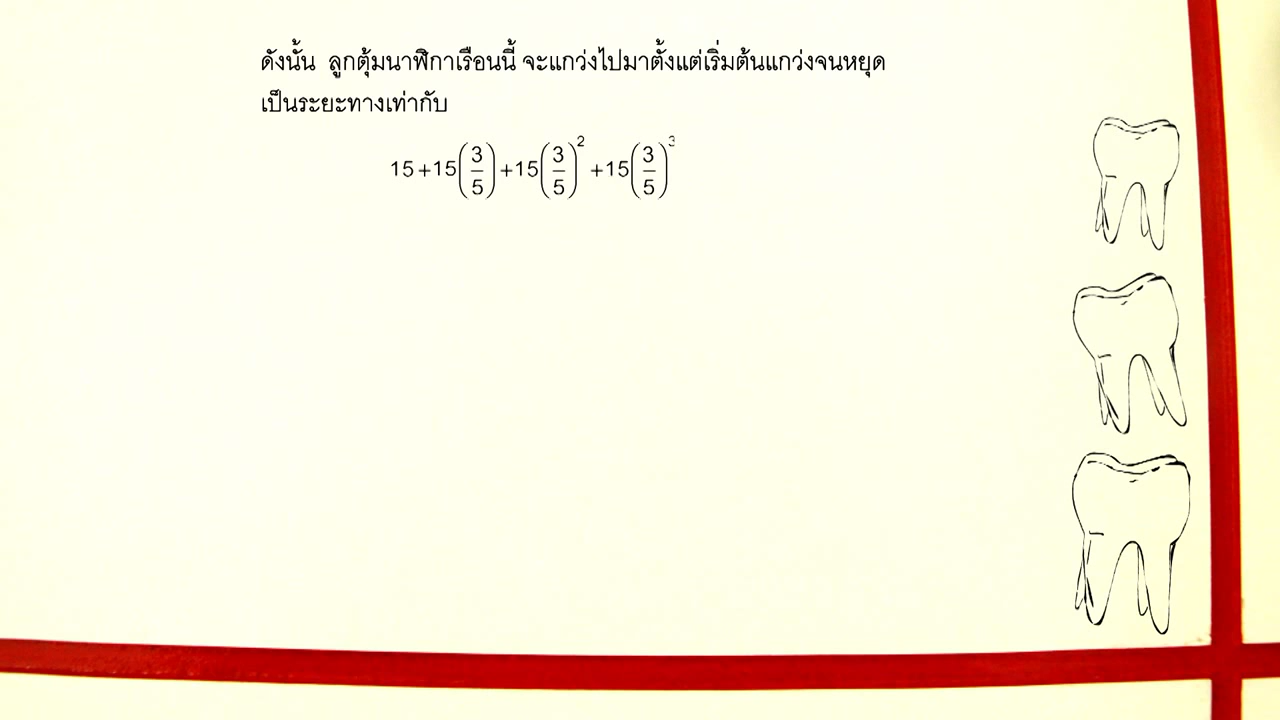 ดังนั้น ลูกตุ้มนาฬิกาเรือนนี้ จะแกว่งไปมาตั้งแต่เริ่มต้นแกว่งจนหยุด
เป็นระยะทางเท่ากับ
15+15(3/5)+15(3/5)²+15(3/5)³